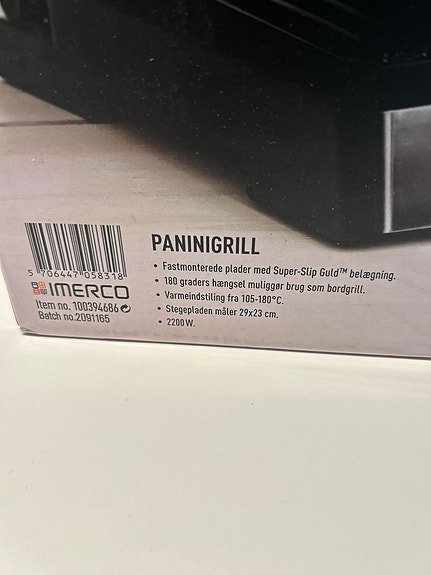 PANINIGRILL
• Fastmonterede plader med Super-Slip Guld™ belægning.
• 180 graders hængsel muliggør brug som bordgrill.
• Varmeindstiling fra 105-180°C.
• Stegepladen måler 29x23 cm.
• 2200W.
5 706447 058318
IMERCO
Item no. 100394686
Batch no.2091165